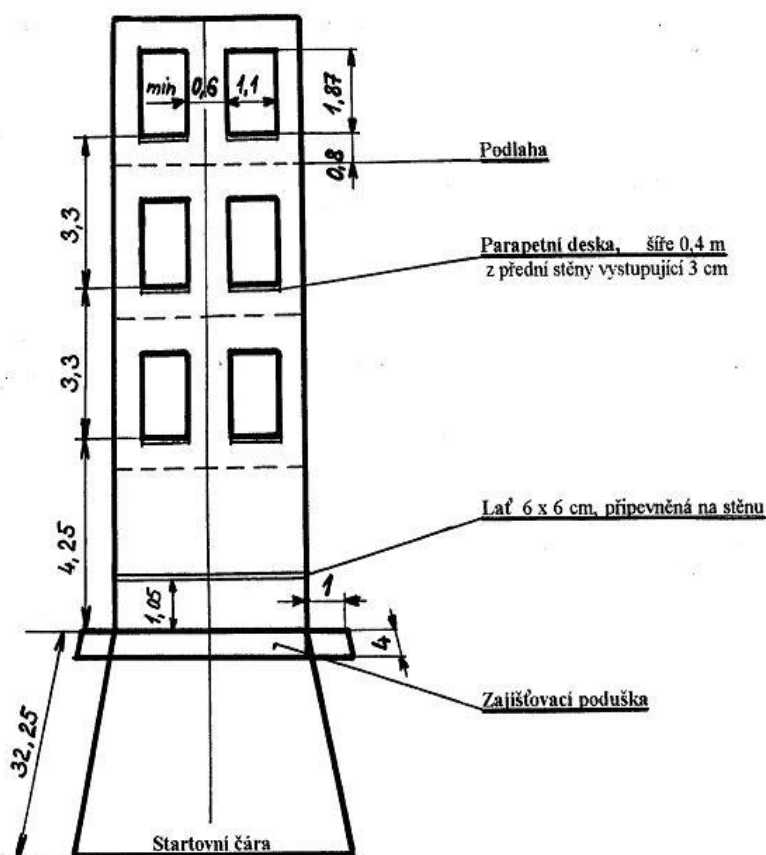 min 0,6 1,1
1,87
0,8
Podlaha
3,3
Parapetní deska, šíře 0,4 m
z přední stěny vystupující 3 cm
3,3
Lať 6 x 6 cm, připevněná na stěnu
4,25
1,05
1
4
Zajišťovací poduška
32,25
Startovní čára